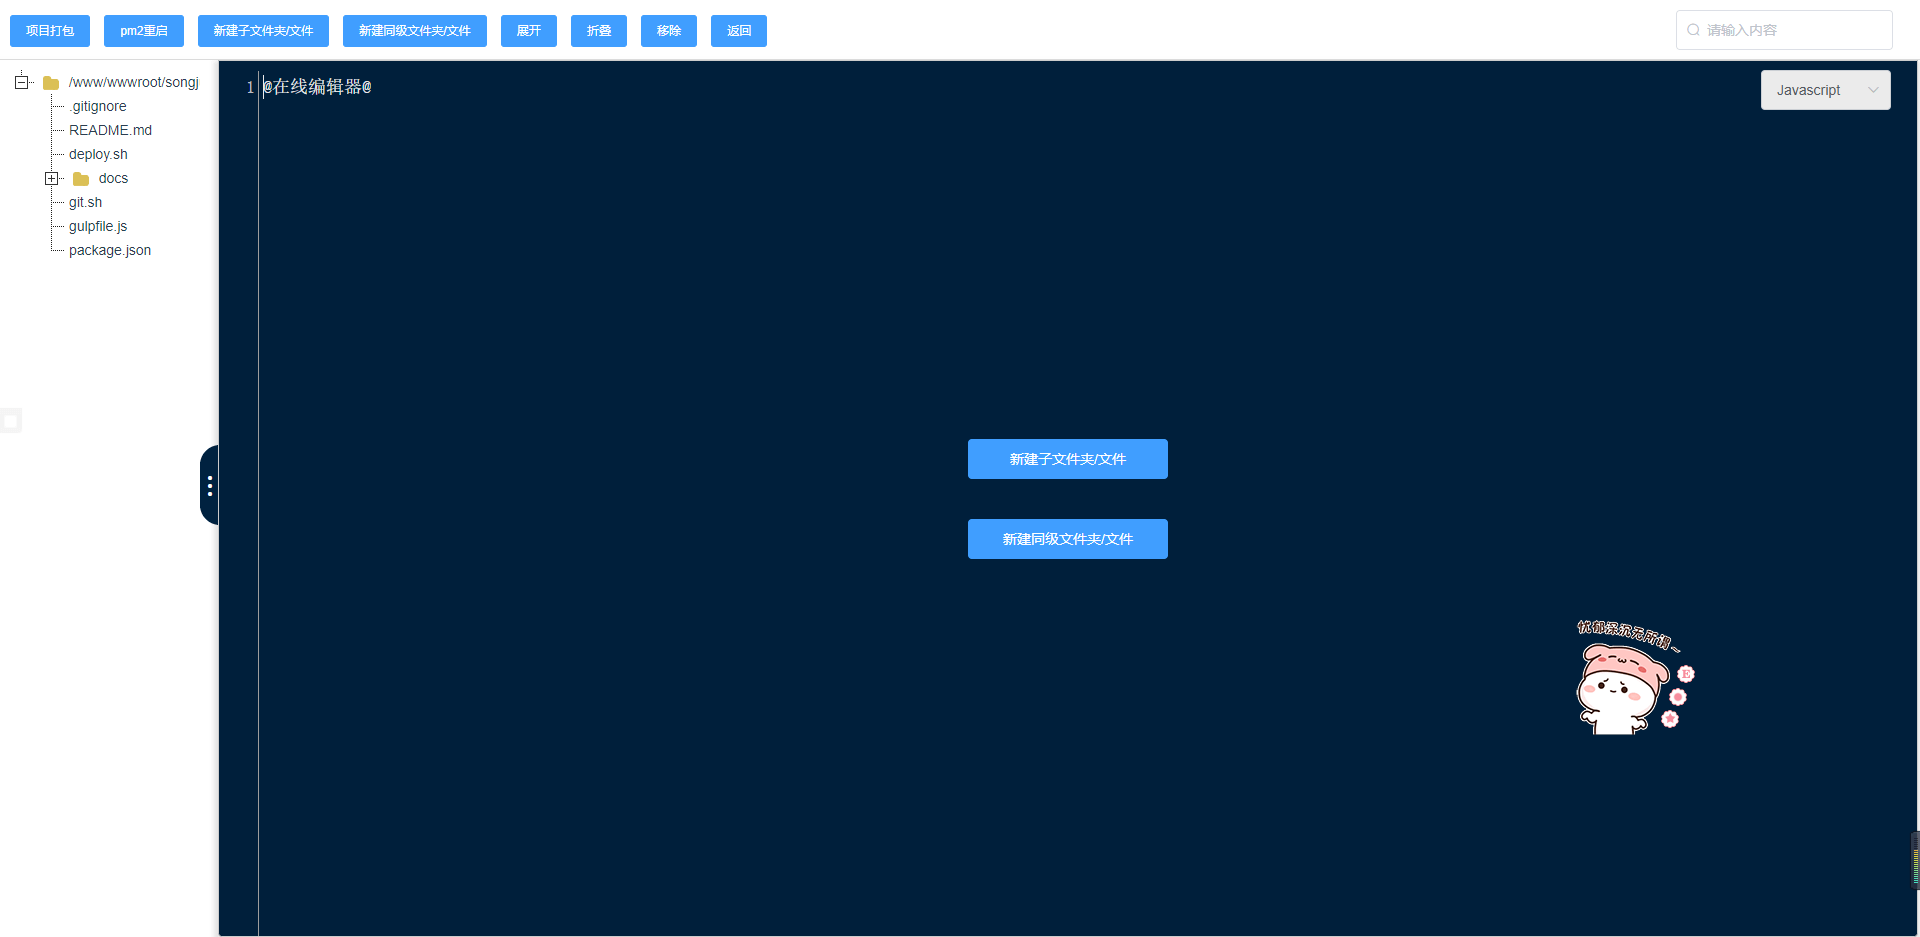 项目打包 pm2重启 新建子文件夹/文件 新建同级文件夹/文件 展开 折叠 移除 返回 请输入内容
/www/wwwroot/songj
.gitignore
README.md
deploy.sh
docs
git.sh
gulpfile.js
package.json
1 @在线编辑器@
Javascript
新建子文件夹/文件
新建同级文件夹/文件
忧郁深沉无所谓~
E